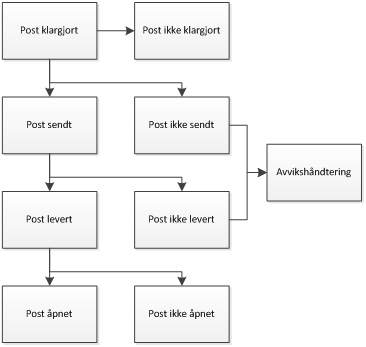 Post klargjort
Post ikke klargjort
Post sendt
Post ikke sendt
Avvikshåndtering
Post levert
Post ikke levert
Post åpnet
Post ikke åpnet